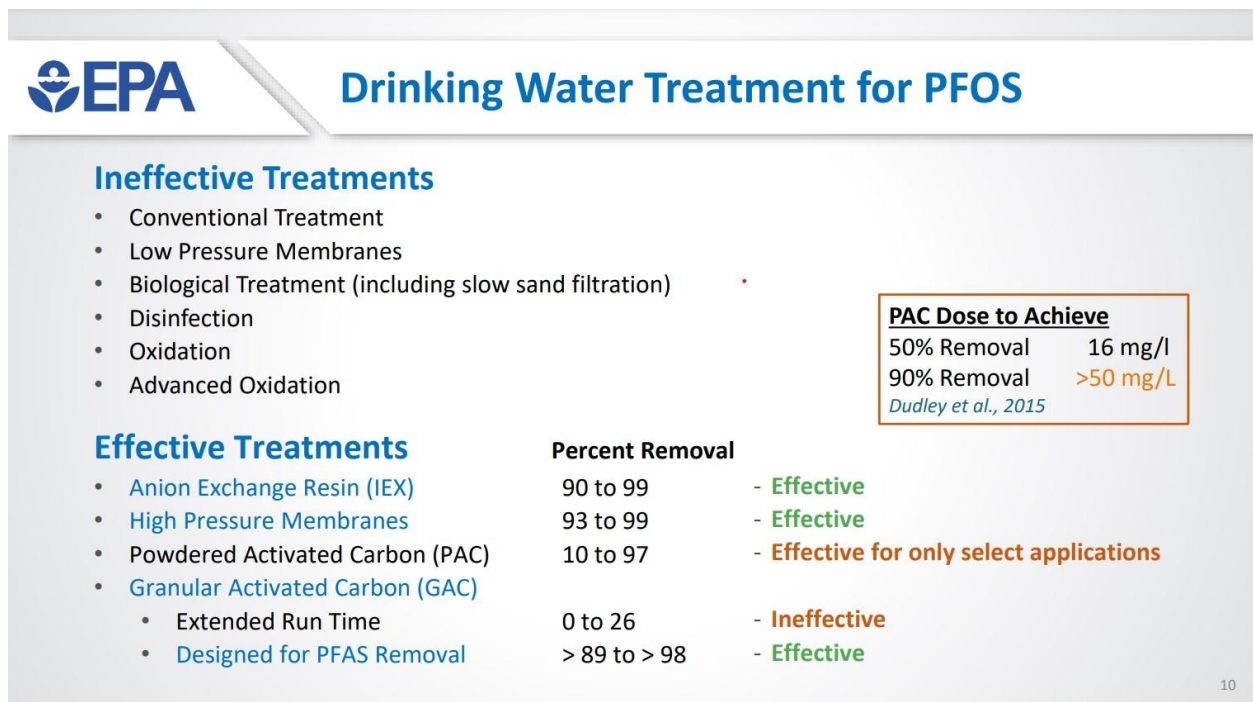 EPA
Drinking Water Treatment for PFOS
Ineffective Treatments
• Conventional Treatment
• Low Pressure Membranes
• Biological Treatment (including slow sand filtration)
• Disinfection
• Oxidation
• Advanced Oxidation
PAC Dose to Achieve
50% Removal 16 mg/l
90% Removal >50 mg/L
Dudley et al., 2015
Effective Treatments Percent Removal
• Anion Exchange Resin (IEX) 90 to 99 - Effective
• High Pressure Membranes 93 to 99 - Effective
• Powdered Activated Carbon (PAC) 10 to 97 - Effective for only select applications
• Granular Activated Carbon (GAC)
• Extended Run Time 0 to 26 - Ineffective
• Designed for PFAS Removal > 89 to > 98 - Effective
10